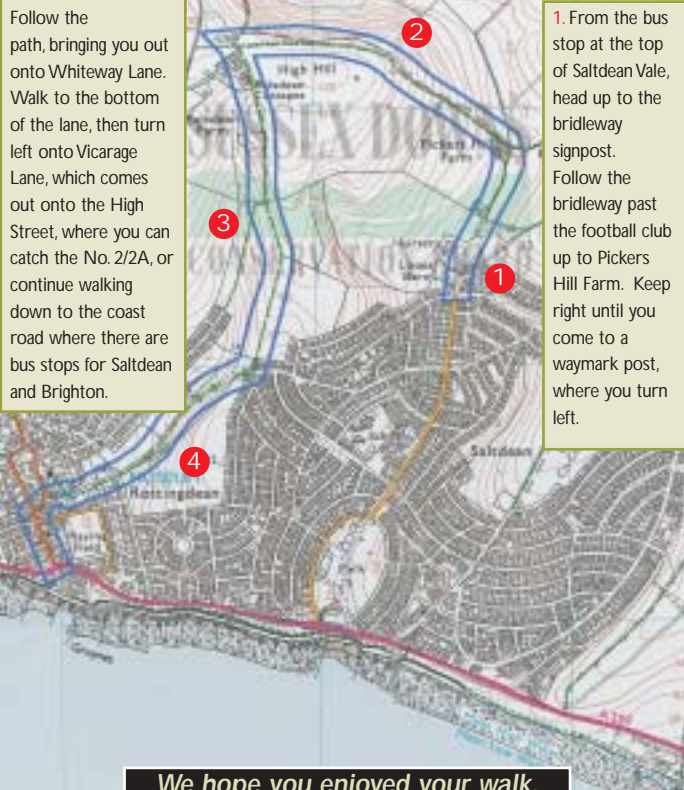 Follow the
path, bringing you out
onto Whiteway Lane.
Walk to the bottom
of the lane, then turn
left onto Vicarage
Lane, which comes
out onto the High
Street, where you can
catch the No. 2/2A, or
continue walking
down to the coast
road where there are
bus stops for Saltdean
and Brighton.
1. From the bus
stop at the top
of Saltdean Vale,
head up to the
bridleway
signpost.
Follow the
bridleway past
the football club
up to Pickers
Hill Farm. Keep
right until you
come to a
waymark post,
where you turn
left.
2
High Hill
SUSSEX DO
Pickers H
Farm
3
CONSERVATION
1
4
Rottingdean
Saltdean
We hope you enjoyed your walk.